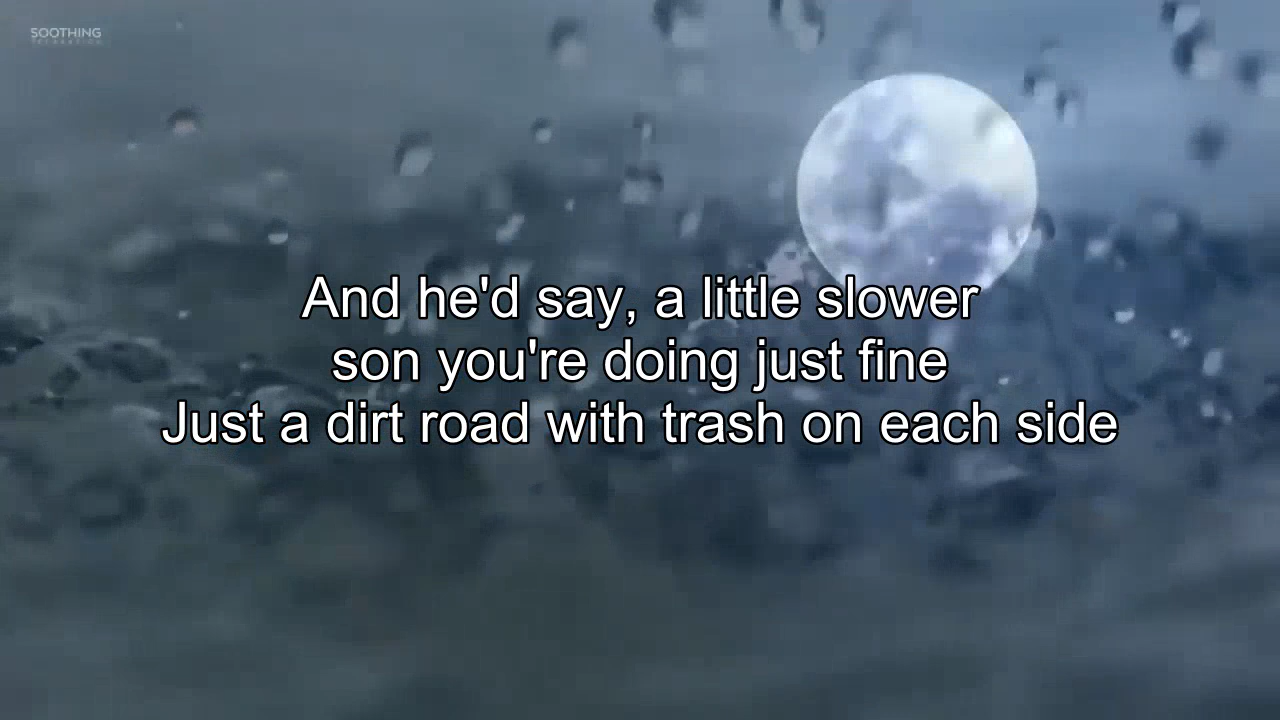 SOOTHING
RELAXATION
And he'd say, a little slower
son you're doing just fine
Just a dirt road with trash on each side